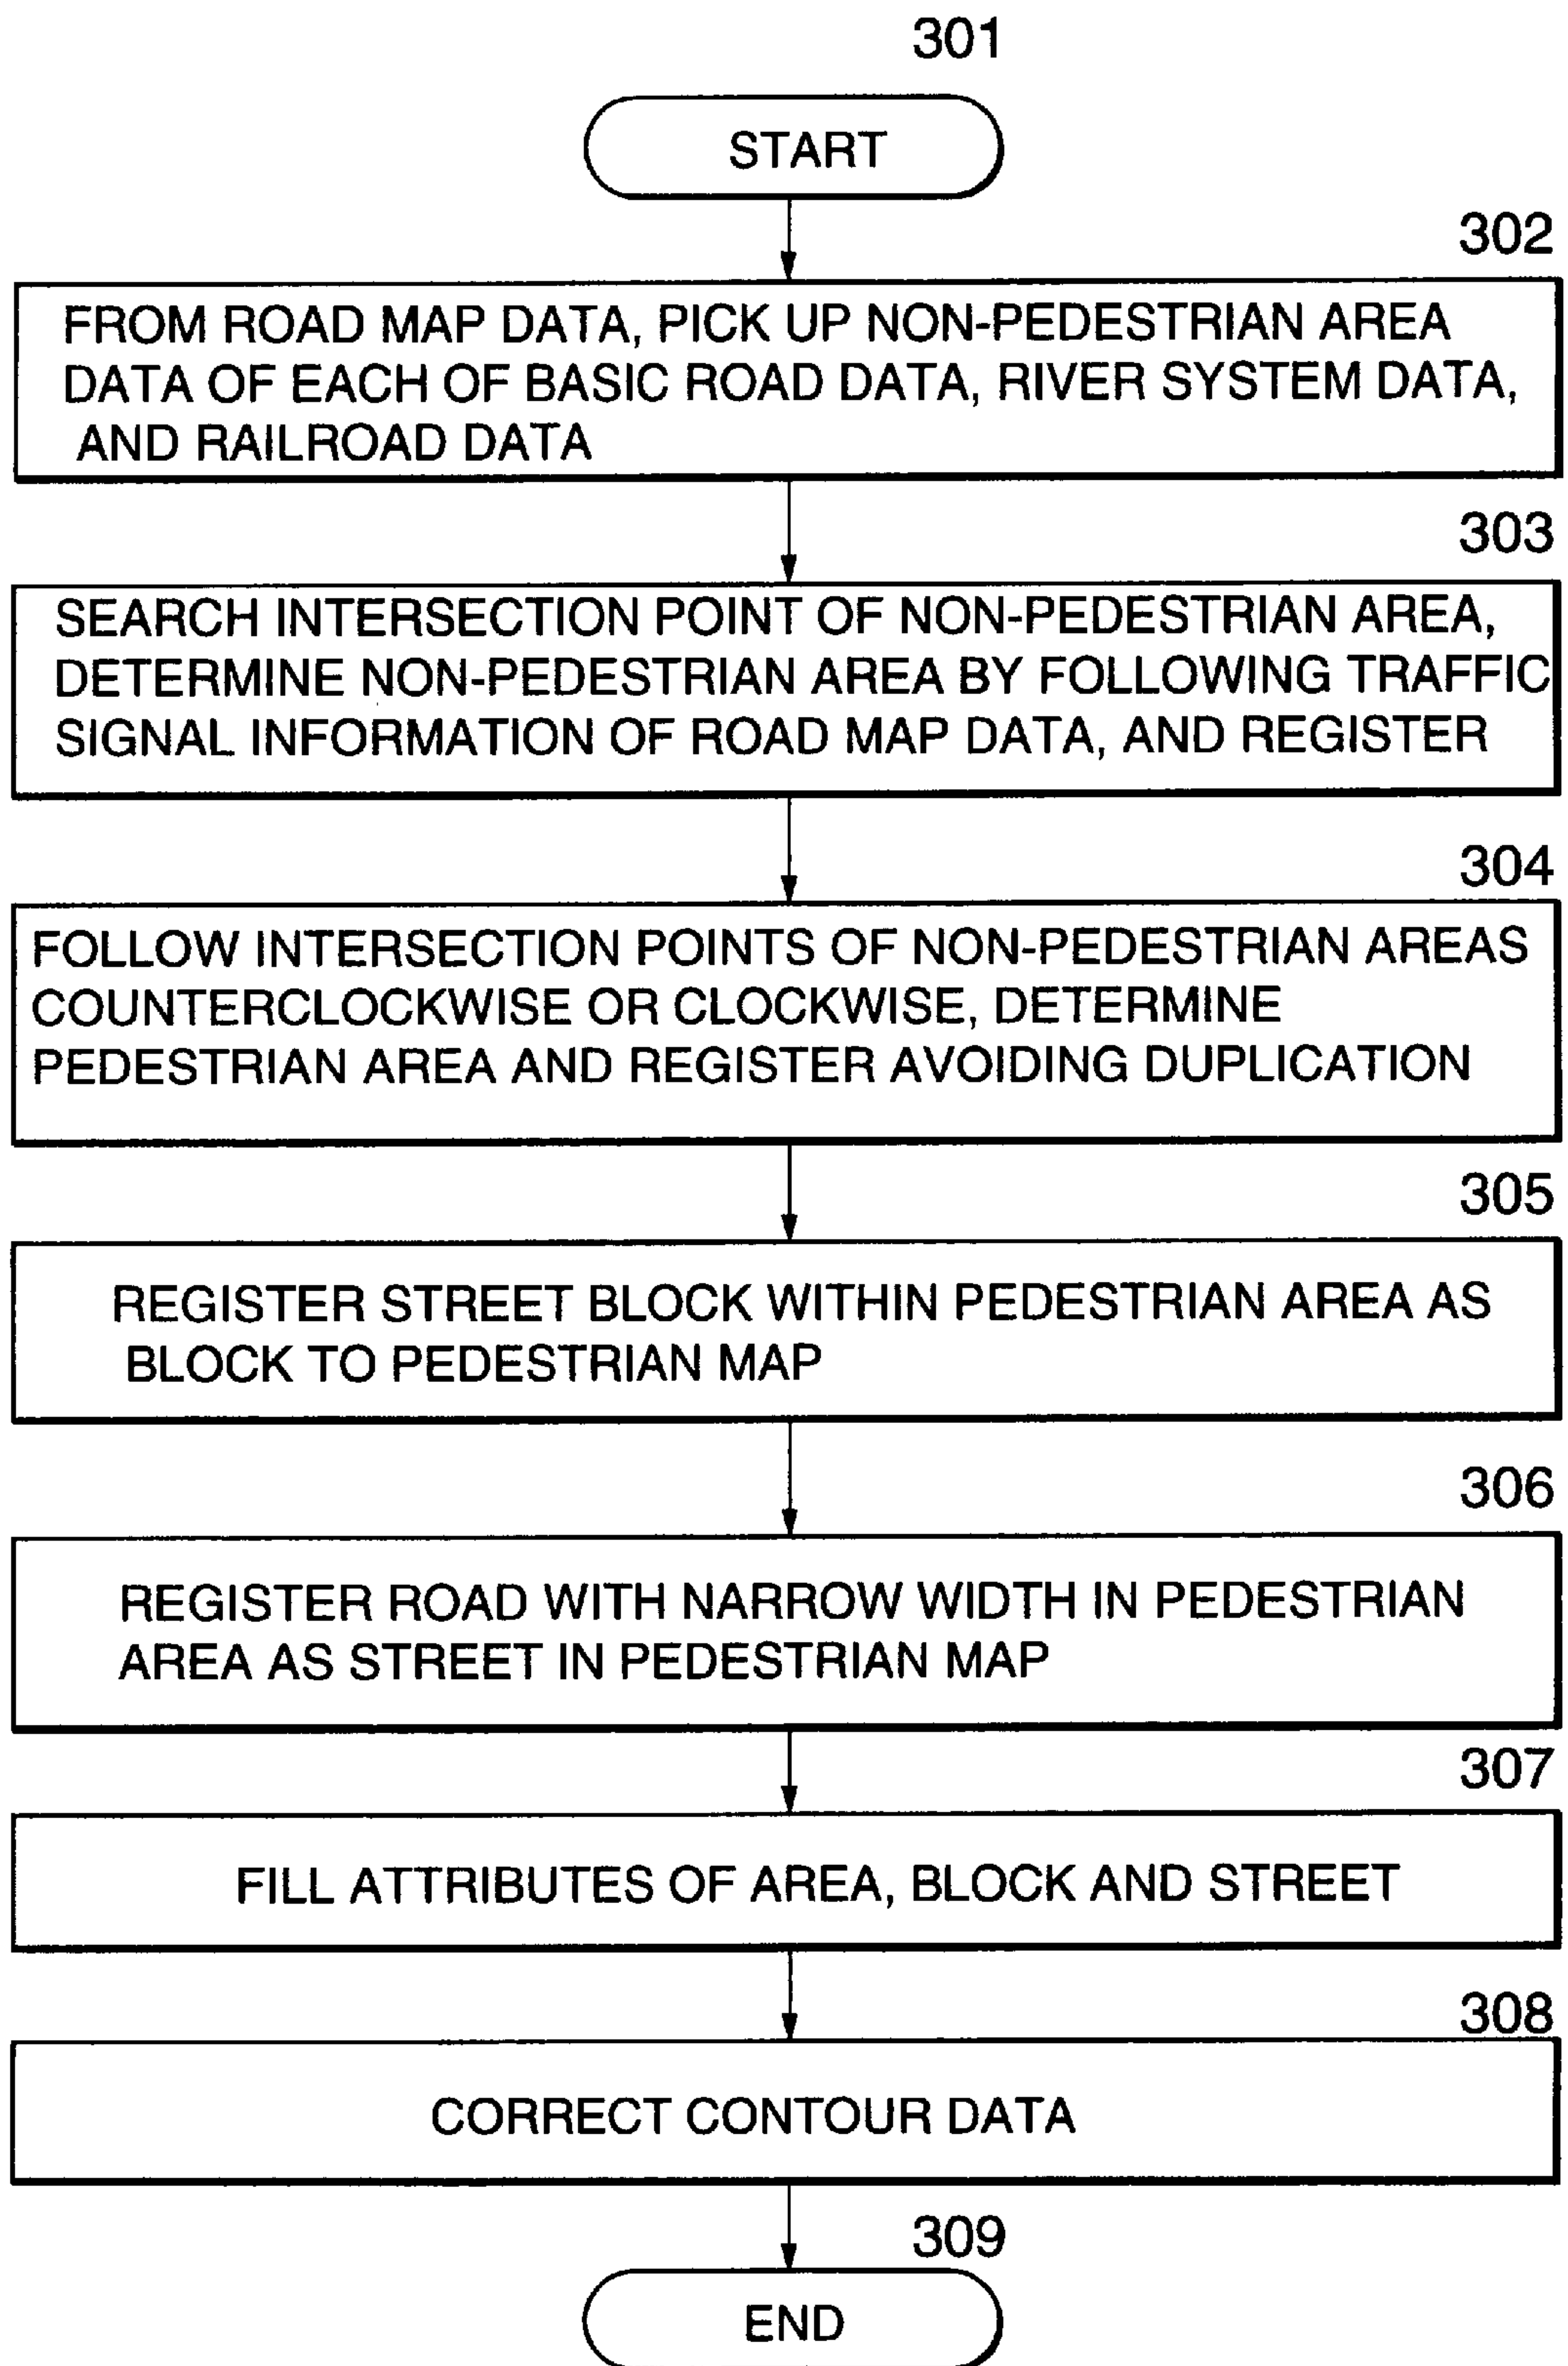 301
START
302
FROM ROAD MAP DATA, PICK UP NON-PEDESTRIAN AREA
DATA OF EACH OF BASIC ROAD DATA, RIVER SYSTEM DATA,
AND RAILROAD DATA
303
SEARCH INTERSECTION POINT OF NON-PEDESTRIAN AREA,
DETERMINE NON-PEDESTRIAN AREA BY FOLLOWING TRAFFIC
SIGNAL INFORMATION OF ROAD MAP DATA, AND REGISTER
304
FOLLOW INTERSECTION POINTS OF NON-PEDESTRIAN AREAS
COUNTERCLOCKWISE OR CLOCKWISE, DETERMINE
PEDESTRIAN AREA AND REGISTER AVOIDING DUPLICATION
305
REGISTER STREET BLOCK WITHIN PEDESTRIAN AREA AS
BLOCK TO PEDESTRIAN MAP
306
REGISTER ROAD WITH NARROW WIDTH IN PEDESTRIAN
AREA AS STREET IN PEDESTRIAN MAP
307
FILL ATTRIBUTES OF AREA, BLOCK AND STREET
308
CORRECT CONTOUR DATA
309
END